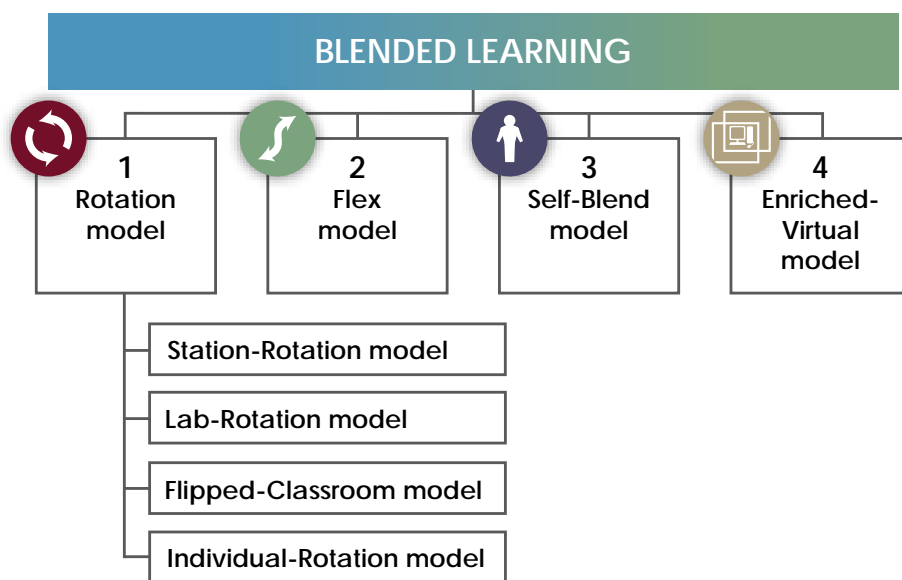 BLENDED LEARNING
1
Rotation
model
2
Flex
model
3
Self-Blend
model
4
Enriched-
Virtual
model
Station-Rotation model
Lab-Rotation model
Flipped-Classroom model
Individual-Rotation model